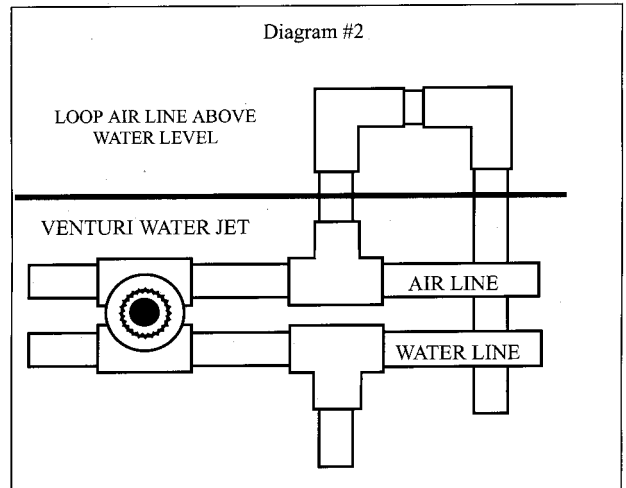 Diagram #2
LOOP AIR LINE ABOVE
WATER LEVEL
VENTURI WATER JET
AIR LINE
WATER LINE